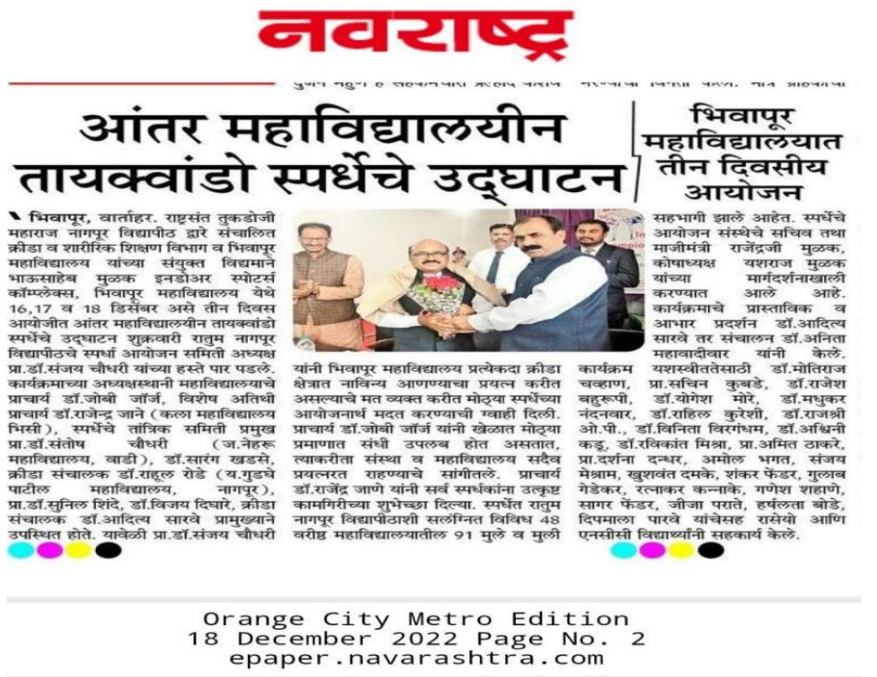 नवराष्ट्र
आंतर महाविद्यालयीन
तायक्वांडो स्पर्धेचे उद्घाटन
भिवापूर
महाविद्यालयात
तीन दिवसीय
आयोजन
भिवापूर, वार्ताहर. राष्ट्रसंत तुकडोजी
महाराज नागपूर विद्यापीठ द्वारे संचालित
क्रीडा व शारीरिक शिक्षण विभाग व भिवापूर
महाविद्यालय यांच्या संयुक्त विद्यमाने
भाऊसाहेब मुळक इनडोअर स्पोर्टस
कॉम्प्लेक्स, भिवापूर महाविद्यालय येथे
16,17 व 18 डिसेंबर असे तीन दिवस
आयोजीत आंतर महाविद्यालयीन तायक्वांडो
स्पर्धेचे उद्घाटन शुक्रवारी रातुम नागपूर
विद्यापीठचे स्पर्धा आयोजन समिती अध्यक्ष
प्रा.डॉ.संजय चौधरी यांच्या हस्ते पार पडले.
कार्यक्रमाच्या अध्यक्षस्थानी महाविद्यालयाचे
प्राचार्य डॉ.जोबी जॉर्ज, विशेष अतिथी
प्राचार्य डॉ.राजेन्द्र जाने (कला महाविद्यालय
भिसी), स्पर्धेचे तांत्रिक समिती प्रमुख
प्रा.डॉ.संतोष चौधरी (ज.नेहरू
महाविद्यालय, वाडी), डॉ.सारंग खडसे,
क्रीडा संचालक डॉ.राहूल रोडे (य.गुडचे
पाटील महाविद्यालय, नागपूर),
प्रा.डॉ.सुनिल शिंदे, डॉ.विजय दिघारे, क्रीडा
संचालक डॉ.आदित्य सारवे प्रामुख्याने
उपस्थित होते. यावेळी प्रा.डॉ.संजय चौधरी
यांनी भिवापूर महाविद्यालय प्रत्येकदा क्रीडा
क्षेत्रात नाविन्य आणण्याचा प्रयत्न करीत
असल्याचे मत व्यक्त करीत मोठ्या स्पर्धेच्या
आयोजनार्थ मदत करण्याची ग्वाही दिली.
प्राचार्य डॉ.जोबी जॉर्ज यांनी खेळात मोठ्या
प्रमाणात संधी उपलब होत असतात,
त्याकरीता संस्था व महाविद्यालय सदैव
प्रयत्नरत राहण्याचे सांगीतले. प्राचार्य
डॉ.राजेंद्र जाणे यांनी सर्व स्पर्धकांना उत्कृष्ट
कामगिरीच्या शुभेच्छा दिल्या. स्पर्धेत रातुम
नागपूर विद्यापीठाशी सलंग्नित विविध 48
वरीष्ठ महाविद्यालयातील 91 मुले व मुली
सहभागी झाले आहेत. स्पर्धेचे
आयोजन संस्थेचे सचिव तथा
माजीमंत्री राजेंद्रजी मुळक,
कोषाध्यक्ष यशराज मुळक
यांच्या मार्गदर्शनाखाली
करण्यात आले आहे.
कार्यक्रमाचे प्रास्ताविक व
आभार प्रदर्शन डॉ.आदित्य
सारवे तर संचालन डॉ.अनिता
महावादीवार यांनी केले.
कार्यक्रम यशस्वीततेसाठी डॉ.मोतिराज
चव्हाण, प्रा.सचिन कुबडे, डॉ.राजेश
बहुरूपी, डॉ.योगेश मोरे, डॉ.मधुकर
नंदनवार, डॉ.राहिल कुरेशी, डॉ.राजश्री
ओ.पी., डॉ.विनिता विरगंधम, डॉ.अश्विनी
कडू, डॉ.रविकांत मिश्रा, प्रा.अमित ठाकरे,
प्रा.दर्शना दन्धर, अमोल भगत, संजय
मेश्राम, खुशवंत दमके, शंकर फेंडर, गुलाब
गेडेकर, रत्नाकर कन्नाके, गणेश शहाणे,
सागर फेंडर, जीजा पराते, हर्षलता बोडे,
दिपमाला पारवे यांचेसह रासेयो आणि
एनसीसी विद्यार्थ्यांनी सहकार्य केले.
Orange City Metro Edition
18 December 2022 Page No. 2
epaper.navarashtra.com